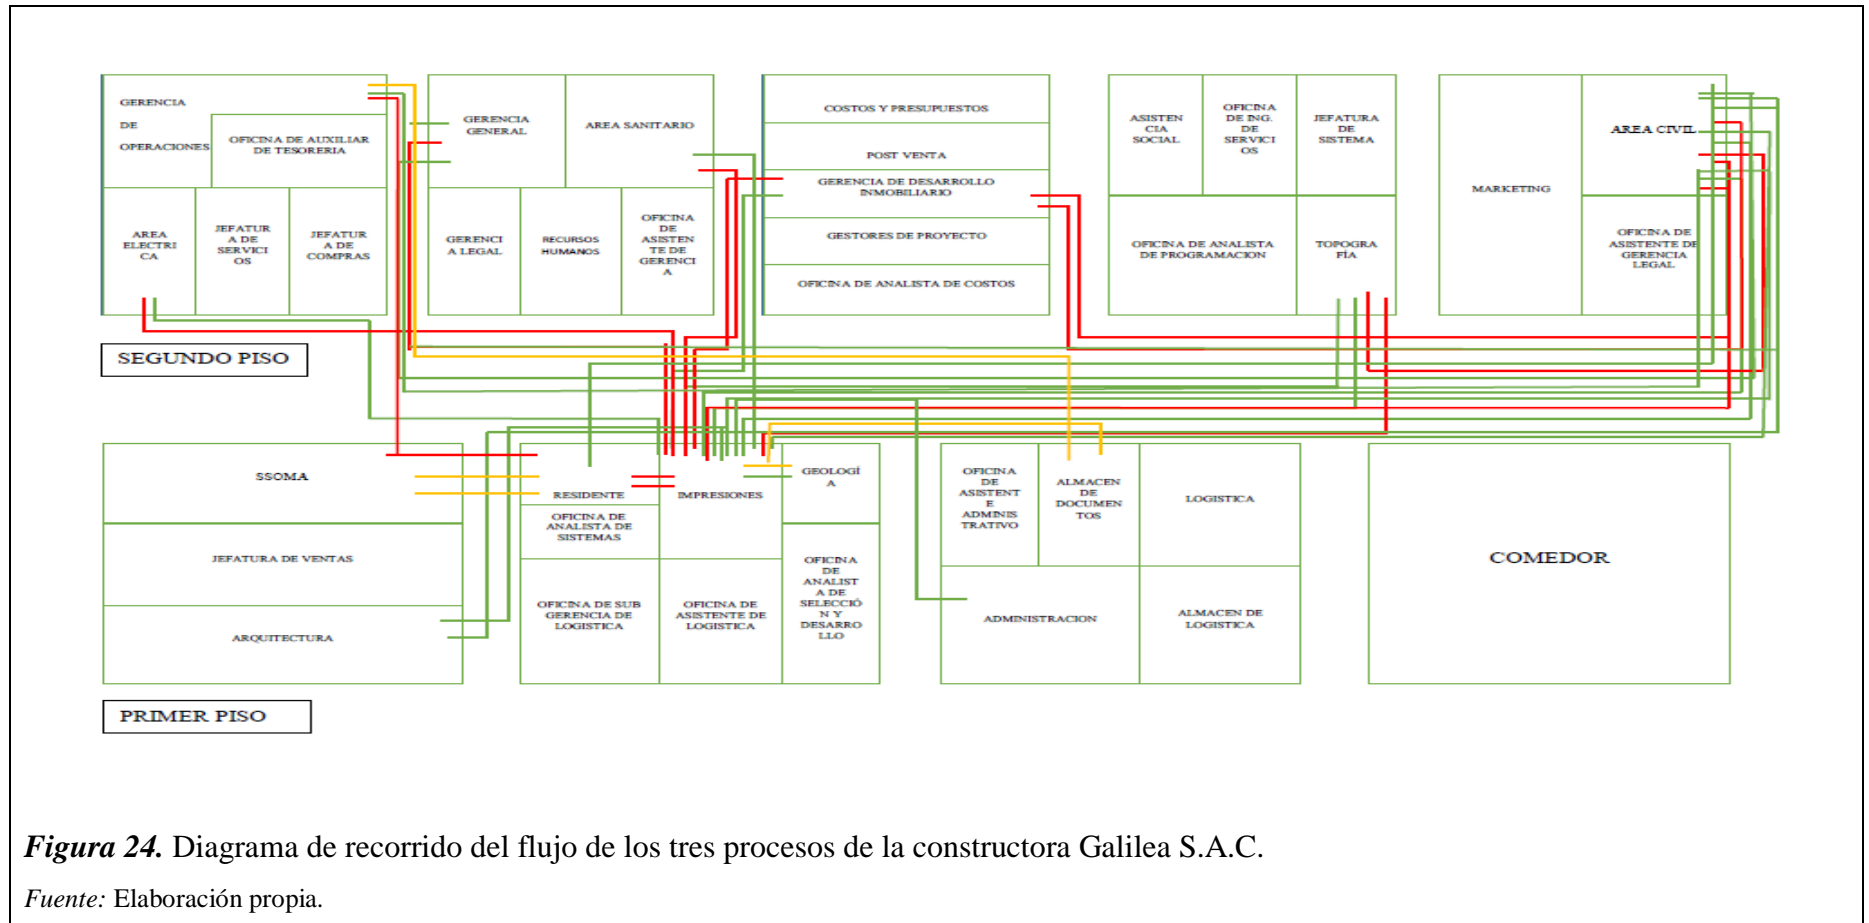 GERENCIA
DE
OPERACIONES
OFICINA DE AUXILIAR
DE TESORERIA
AREA
ELECTRI
CA
JEFATUR
A DE
SERVICI
OS
JEFATUR
A DE
COMPRAS
GERENCIA
GENERAL
AREA SANITARIO
GERENCI
A LEGAL
RECURSOS
HUMANOS
OFICINA
DE
ASISTEN
TE DE
GERENCI
A
COSTOS Y PRESUPUESTOS
POST VENTA
GERENCIA DE DESARROLLO
INMOBILIARIO
GESTORES DE PROYECTO
OFICINA DE ANALISTA DE COSTOS
ASISTEN
CIA
SOCIAL
OFICINA
DE ING.
DE
SERVICI
OS
JEFATURA
DE
SISTEMA
OFICINA DE ANALISTA
DE PROGRAMACION
TOPOGRA
FÍA
MARKETING
AREA CIVIL
OFICINA DE
ASISTENTE DE
GERENCIA
LEGAL
SEGUNDO PISO
SSOMA
JEFATURA DE VENTAS
ARQUITECTURA
RESIDENTE
OFICINA DE
ANALISTA DE
SISTEMAS
OFICINA DE SUB
GERENCIA DE
LOGISTICA
IMPRESIONES
OFICINA DE
ASISTENTE DE
LOGISTICA
GEOLOGÍ
A
OFICINA
DE
ANALIST
A DE
SELECCIÓ
N Y
DESARRO
LLO
OFICINA
DE
ASISTENT
E
ADMINIS
TRATIVO
ALMACEN
DE
DOCUMEN
TOS
LOGISTICA
ADMINISTRACION
ALMACEN DE
LOGISTICA
COMEDOR
PRIMER PISO
Figura 24. Diagrama de recorrido del flujo de los tres procesos de la constructora Galilea S.A.C.
Fuente: Elaboración propia.